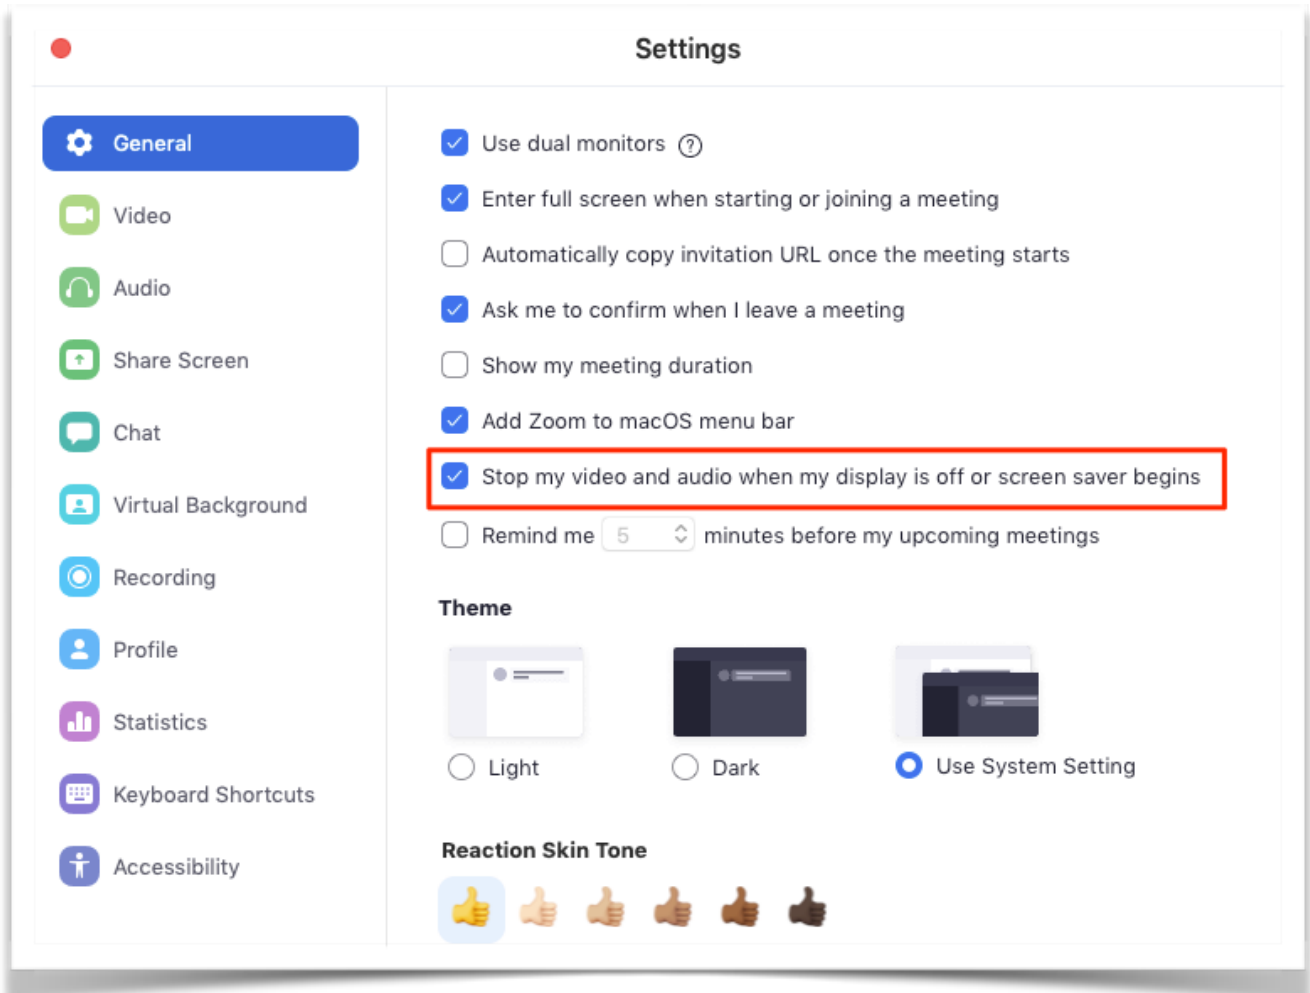 Settings
General
Video
Audio
Share Screen
Chat
Virtual Background
Recording
Profile
Statistics
Keyboard Shortcuts
Accessibility
Use dual monitors ?
Enter full screen when starting or joining a meeting
Automatically copy invitation URL once the meeting starts
Ask me to confirm when I leave a meeting
Show my meeting duration
Add Zoom to macOS menu bar
Stop my video and audio when my display is off or screen saver begins
Remind me 5 minutes before my upcoming meetings
Theme
Light Dark Use System Setting
Reaction Skin Tone